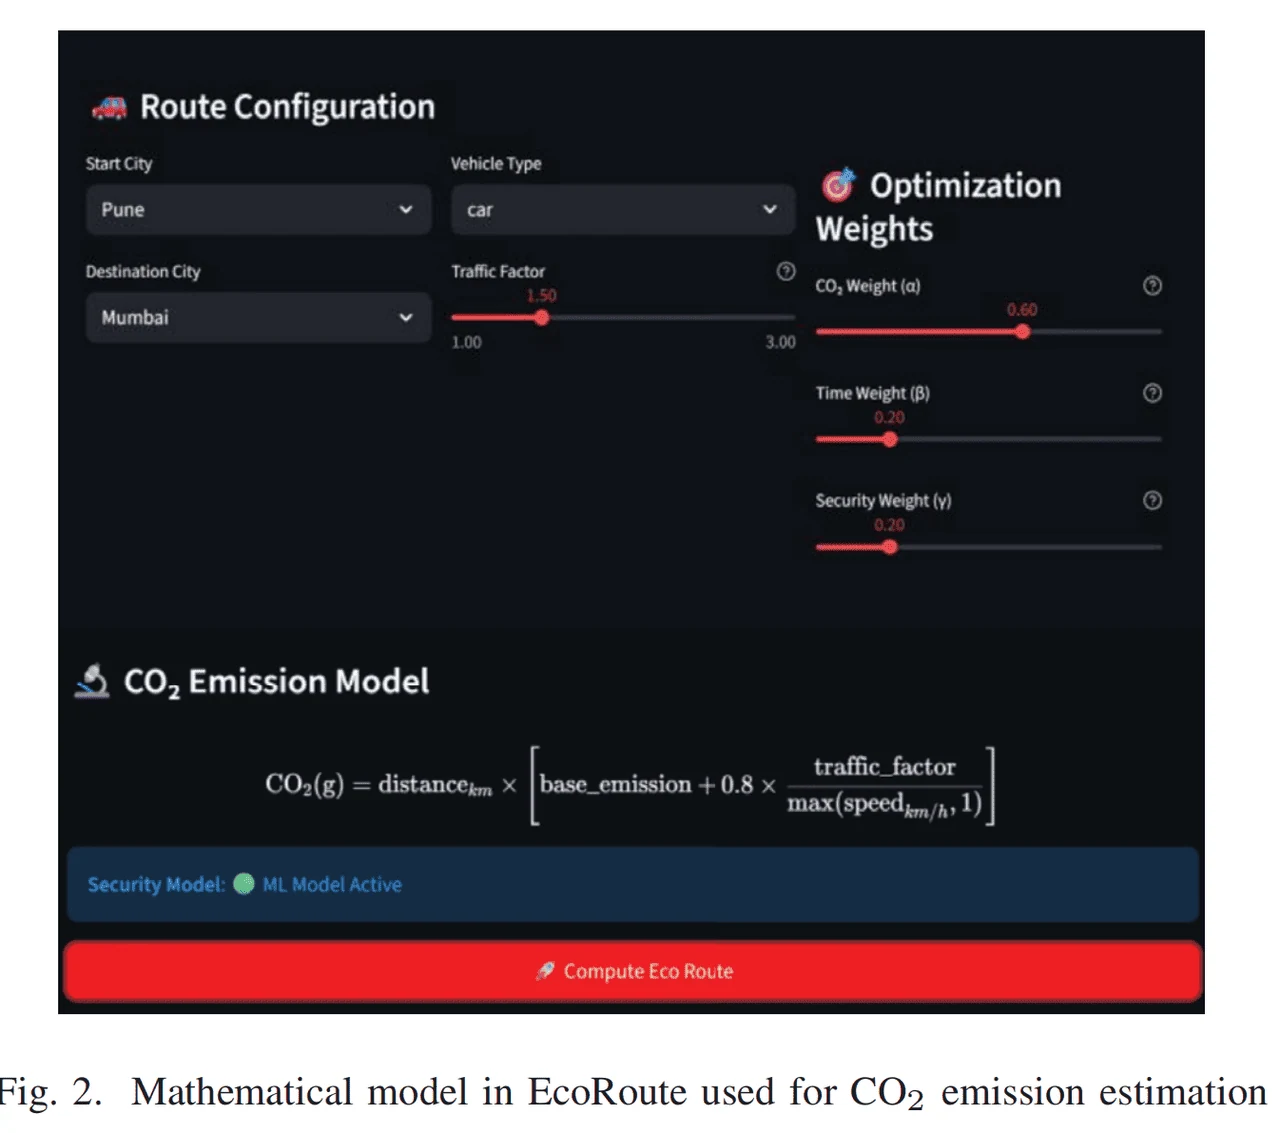 Route Configuration
Start City
Pune
Destination City
Mumbai
Vehicle Type
car
Traffic Factor
1.50
1.00 3.00
Optimization
Weights
CO₂ Weight (α)
0.60
Time Weight (β)
0.20
Security Weight (γ)
0.20
CO₂ Emission Model
CO₂(g) = distance_km × [base_emission + 0.8 × traffic_factor / max(speed_km/h, 1)]
Security Model: ML Model Active
Compute Eco Route
Fig. 2. Mathematical model in EcoRoute used for CO₂ emission estimation